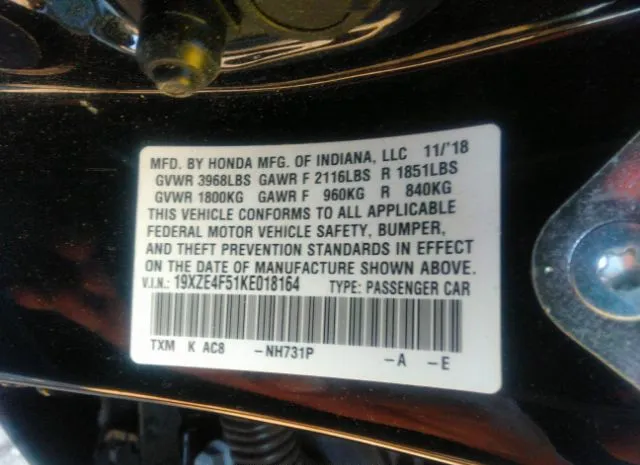 MFD. BY HONDA MFG. OF INDIANA, LLC 11/'18
GVWR 3968LBS GAWR F 2116LBS R 1851LBS
GVWR 1800KG GAWR F 960KG R 840KG
THIS VEHICLE CONFORMS TO ALL APPLICABLE
FEDERAL MOTOR VEHICLE SAFETY, BUMPER,
AND THEFT PREVENTION STANDARDS IN EFFECT
ON THE DATE OF MANUFACTURE SHOWN ABOVE.
V.I.N.: 19XZE4F51KE018164 TYPE: PASSENGER CAR
TXM K AC8 -NH731P -A -E